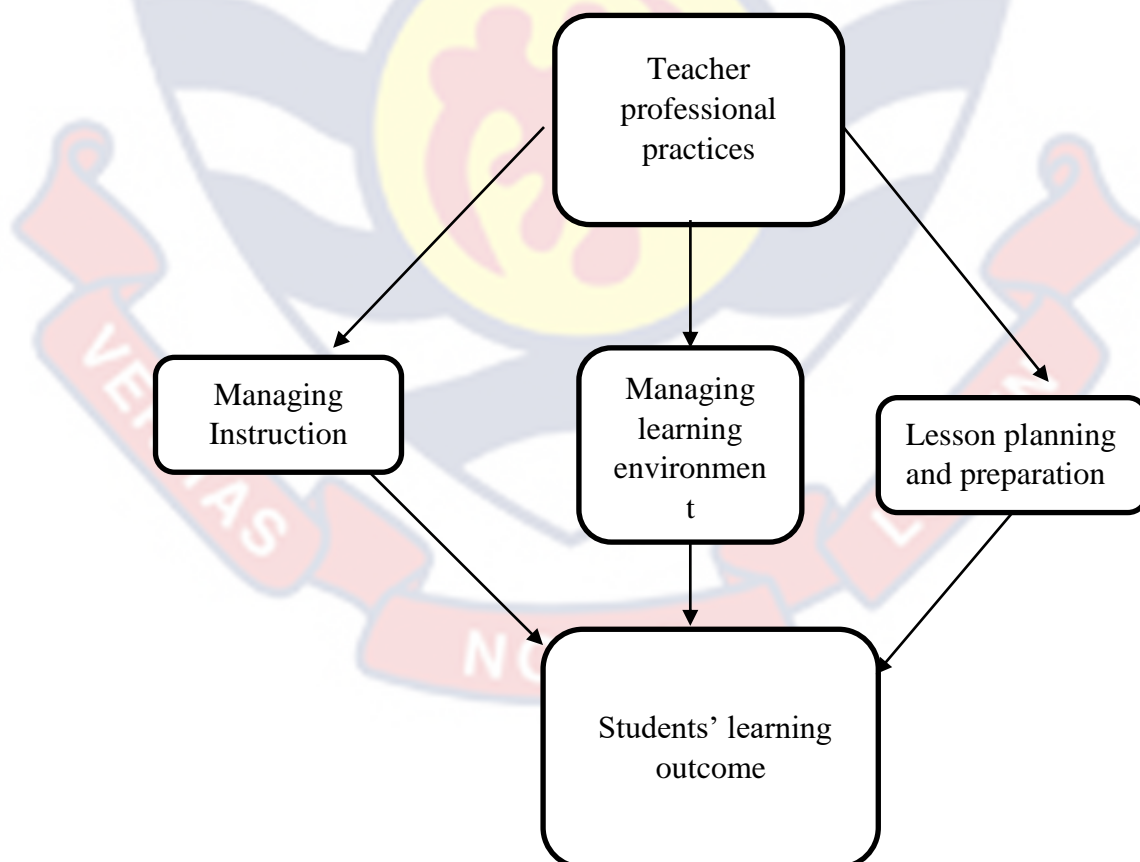 Teacher
professional
practices
Managing
Instruction
Managing
learning
environmen
t
Lesson planning
and preparation
Students’ learning
outcome